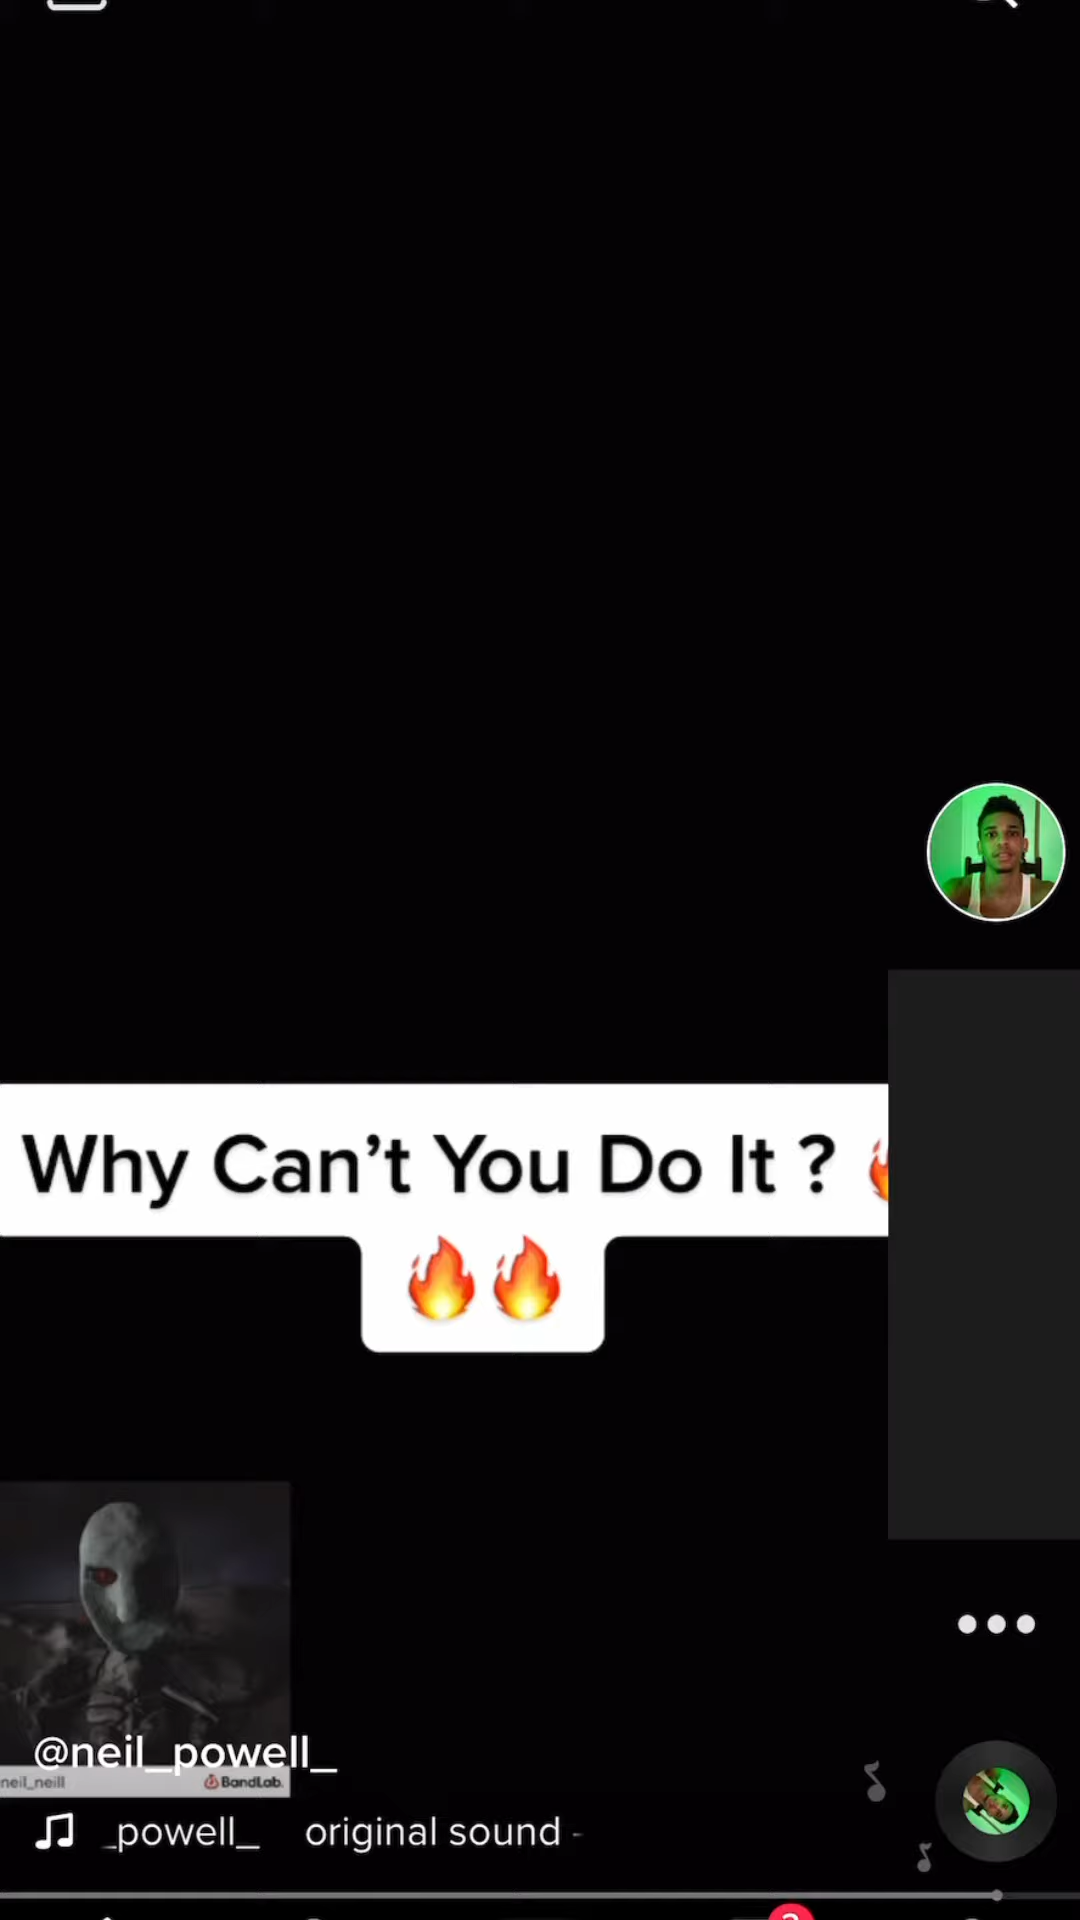 Why Can’t You Do It ? 🔥
🔥🔥
@neil_powell_
neil_neill
BandLab.
_powell_ original sound -